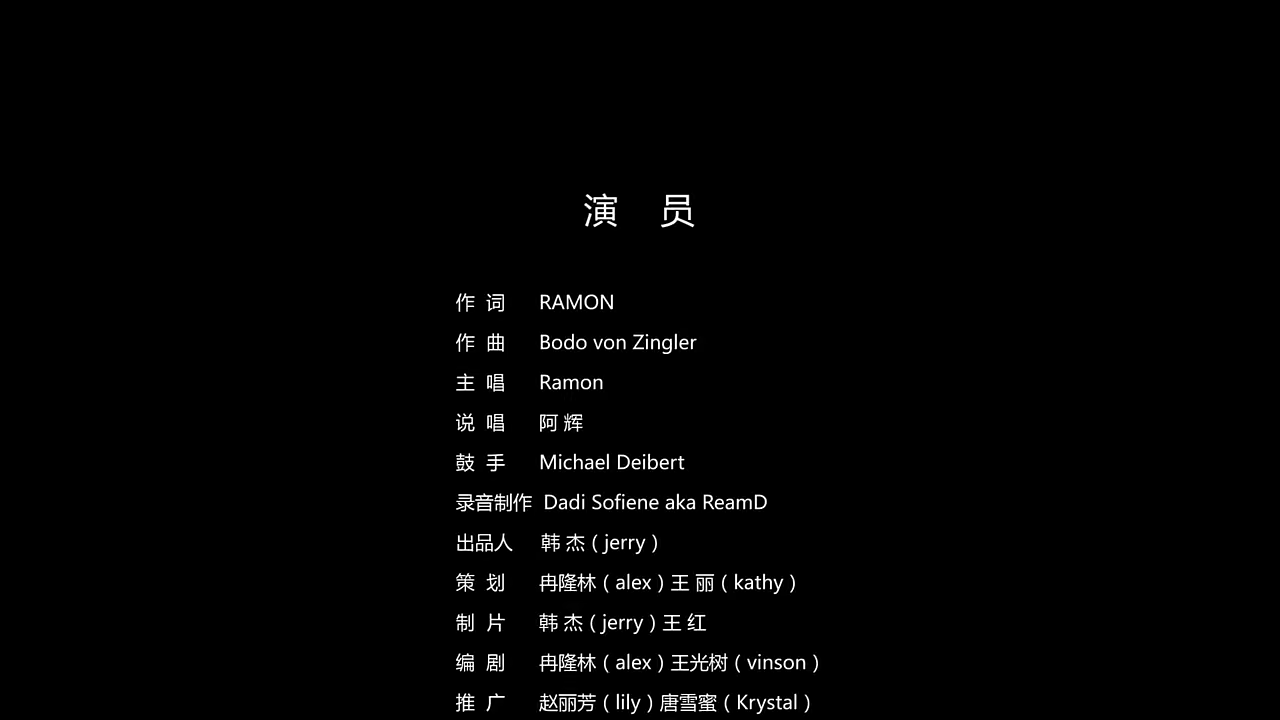 演 员
作 词 RAMON
作 曲 Bodo von Zingler
主 唱 Ramon
说 唱 阿 辉
鼓 手 Michael Deibert
录音制作 Dadi Sofiene aka ReamD
出品人 韩 杰（jerry）
策 划 冉隆林（alex）王 丽（kathy）
制 片 韩 杰（jerry）王 红
编 剧 冉隆林（alex）王光树（vinson）
推 广 赵丽芳（lily）唐雪蜜（Krystal）